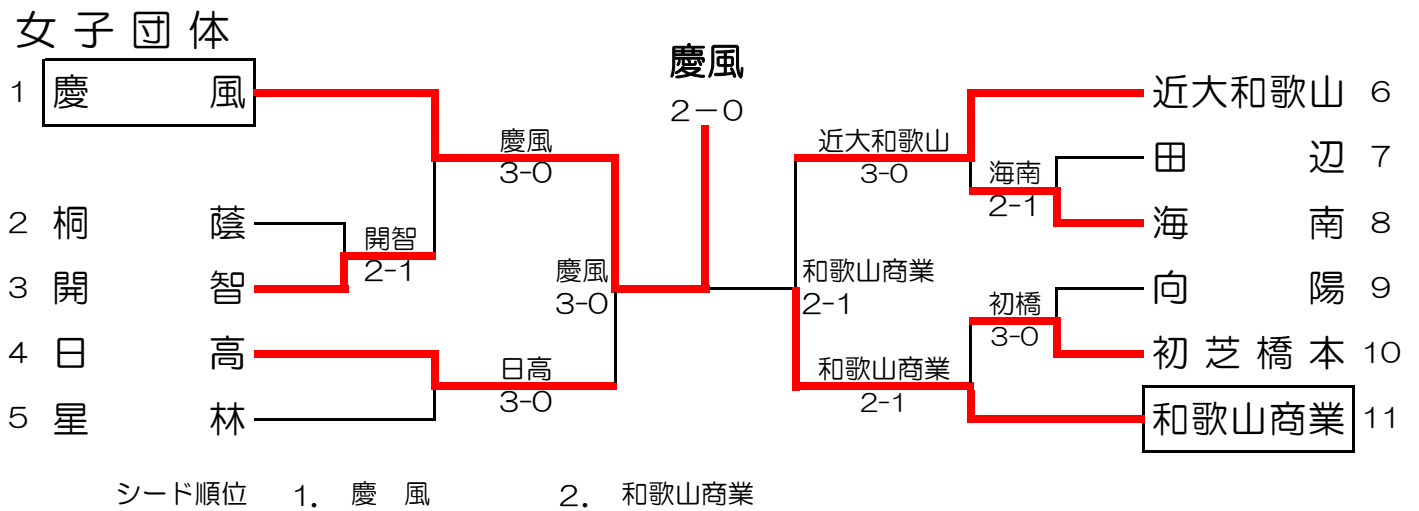 女子団体
慶風
2−0
1 慶風
慶風
3-0
2 桐蔭
開智
2-1
3 開智
慶風
3-0
4 日高
日高
3-0
5 星林
近大和歌山 6
近大和歌山
3-0
田辺 7
海南
2-1
海南 8
和歌山商業
2-1
向陽 9
初橋
3-0
初芝橋本 10
和歌山商業
2-1
和歌山商業 11
シード順位 1. 慶風 2. 和歌山商業